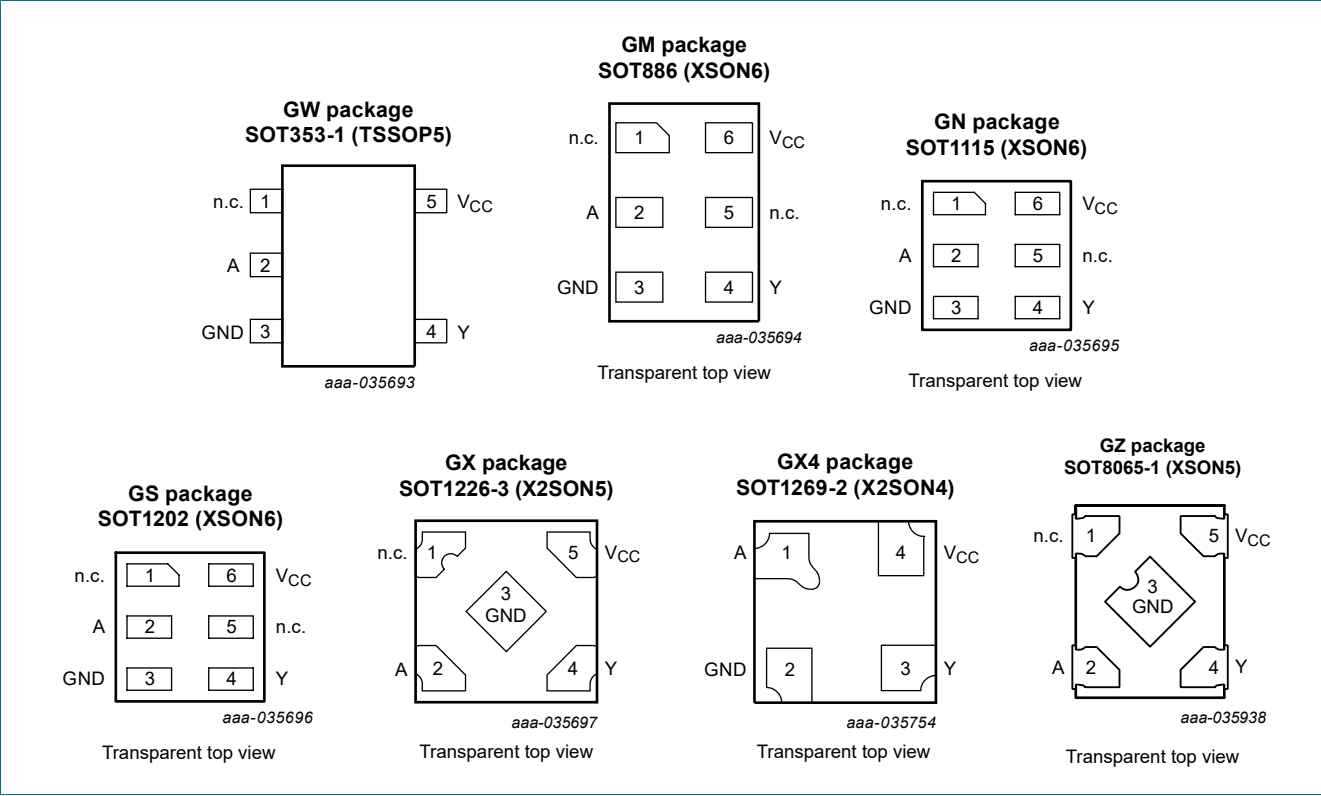 GW package
SOT353-1 (TSSOP5)
n.c. 1 5 VCC
A 2
GND 3 4 Y
aaa-035693
GM package
SOT886 (XSON6)
n.c. 1 6 VCC
A 2 5 n.c.
GND 3 4 Y
aaa-035694
Transparent top view
GN package
SOT1115 (XSON6)
n.c. 1 6 VCC
A 2 5 n.c.
GND 3 4 Y
aaa-035695
Transparent top view
GS package
SOT1202 (XSON6)
n.c. 1 6 VCC
A 2 5 n.c.
GND 3 4 Y
aaa-035696
Transparent top view
GX package
SOT1226-3 (X2SON5)
n.c. 1 5 VCC
3
GND
A 2 4 Y
aaa-035697
Transparent top view
GX4 package
SOT1269-2 (X2SON4)
A 1 4 VCC
GND 2 3 Y
aaa-035754
Transparent top view
GZ package
SOT8065-1 (XSON5)
n.c. 1 5 VCC
3
GND
A 2 4 Y
aaa-035938
Transparent top view